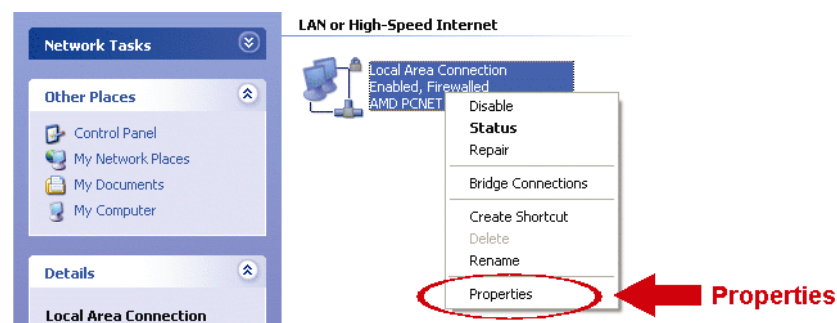 Network Tasks
Other Places
Control Panel
My Network Places
My Documents
My Computer
Details
Local Area Connection
LAN or High-Speed Internet
Local Area Connection
Enabled, Firewalled
AMD PCNET
Disable
Status
Repair
Bridge Connections
Create Shortcut
Delete
Rename
Properties
Properties